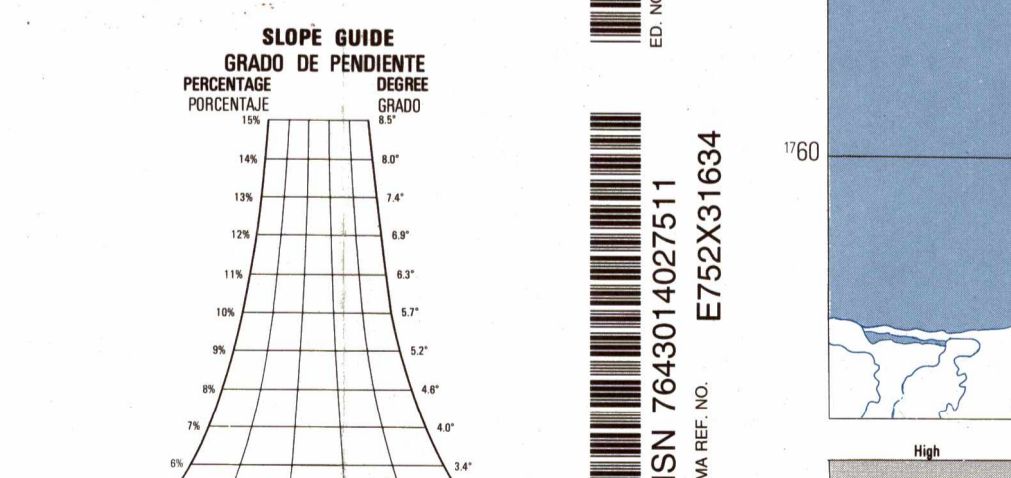 SLOPE GUIDE
GRADO DE PENDIENTE
PERCENTAGE DEGREE
PORCENTAJE GRADO
15% 8.5°
14% 8.0°
13% 7.4°
12% 6.9°
11% 6.3°
10% 5.7°
9% 5.2°
8% 4.6°
7% 4.0°
6% 3.4°
ED. NO
ISN 7643014027511
MA REF. NO. E752X31634
1760
High